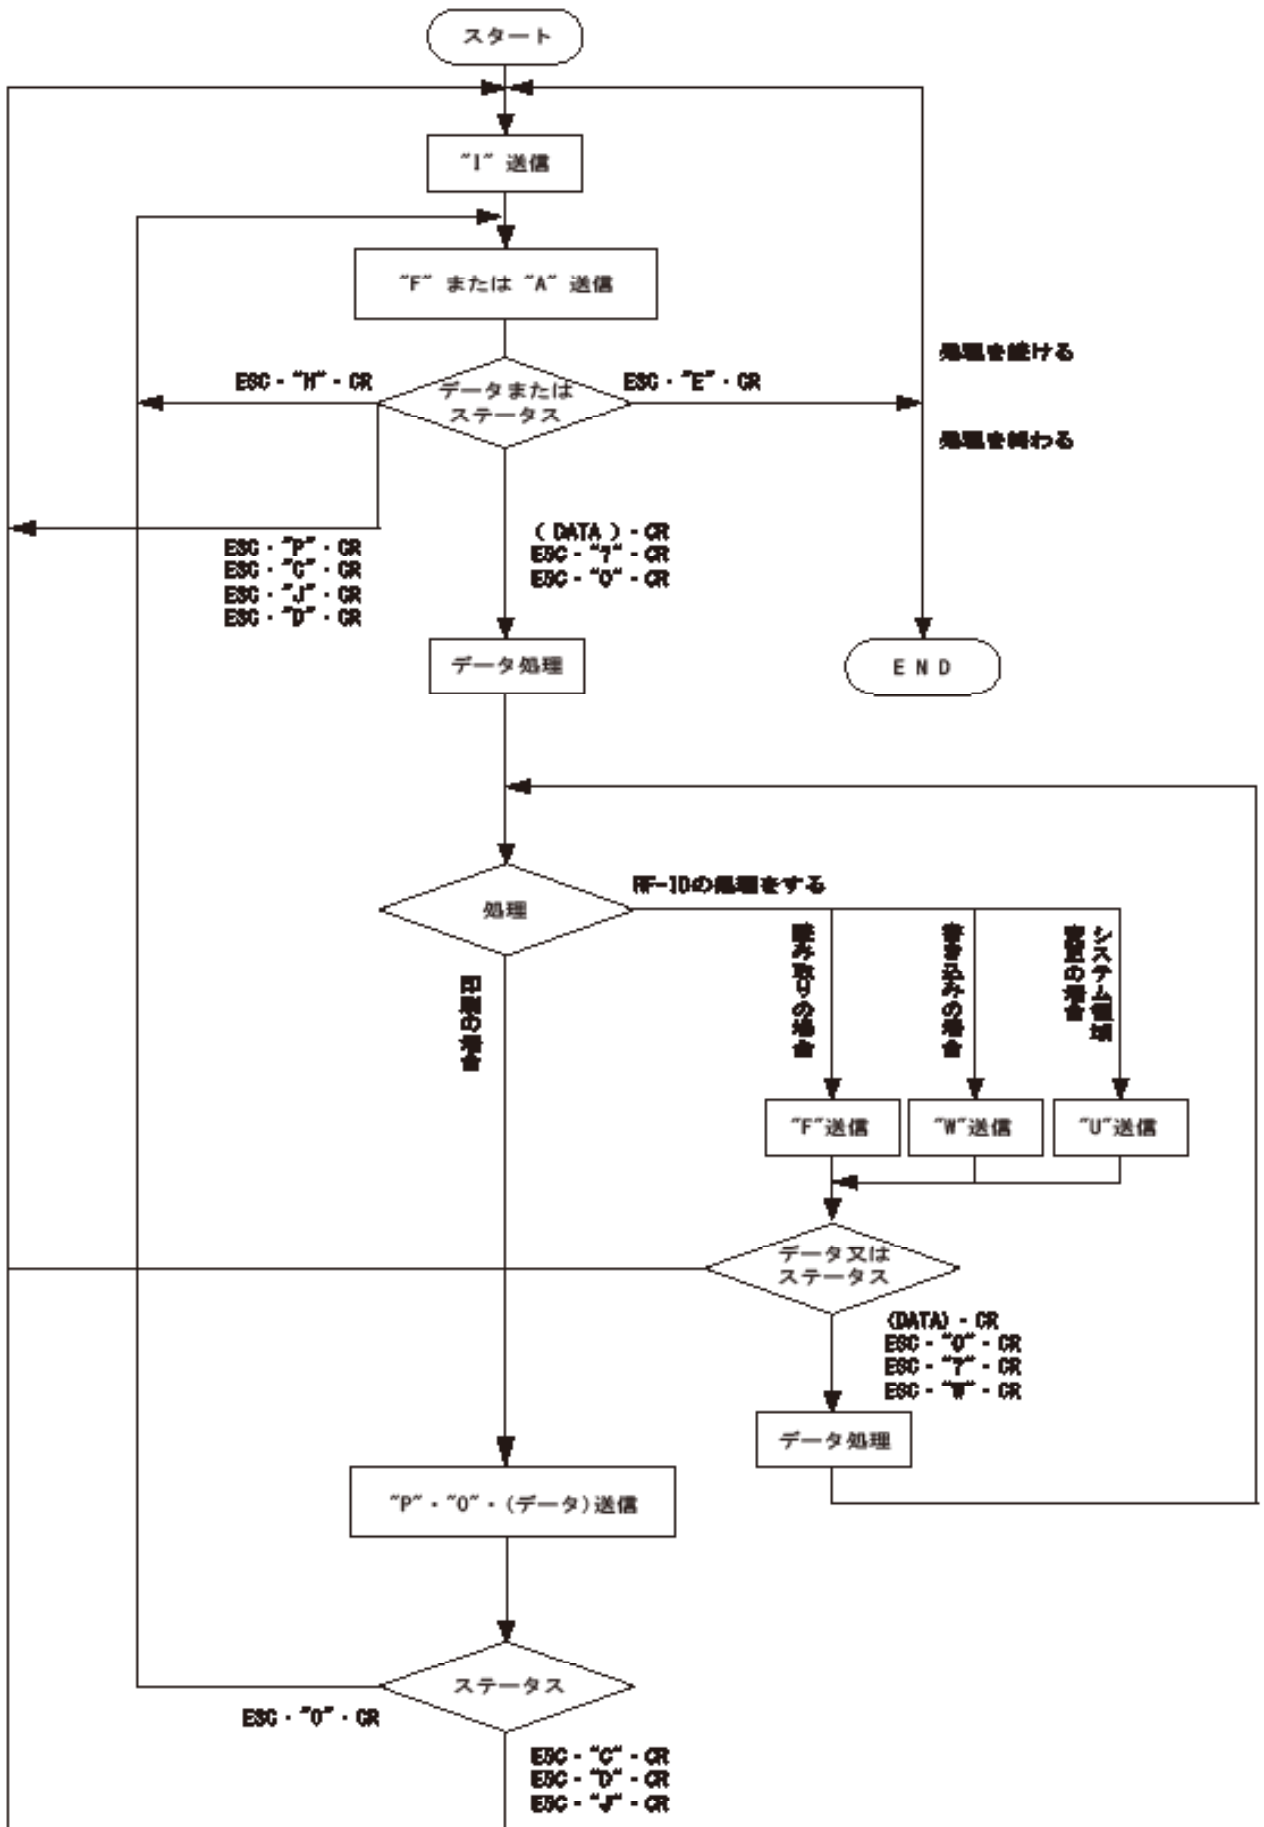 スタート
"I" 送信
"F" または "A" 送信
処理を続ける
ESC・"N"・CR
データまたは
ステータス
ESC・"E"・CR
処理を終わる
ESC・"P"・CR
ESC・"C"・CR
ESC・"J"・CR
ESC・"D"・CR
( DATA )・CR
ESC・"?"・CR
ESC・"O"・CR
データ処理
E N D
処理
RF-IDの処理をする
印字の場合
読み取りの場合
書き込みの場合
システム領域
変更の場合
"F"送信
"W"送信
"U"送信
データ又は
ステータス
(DATA)・CR
ESC・"O"・CR
ESC・"?"・CR
ESC・"W"・CR
データ処理
"P"・"O"・(データ)送信
ステータス
ESC・"O"・CR
ESC・"C"・CR
ESC・"D"・CR
ESC・"J"・CR